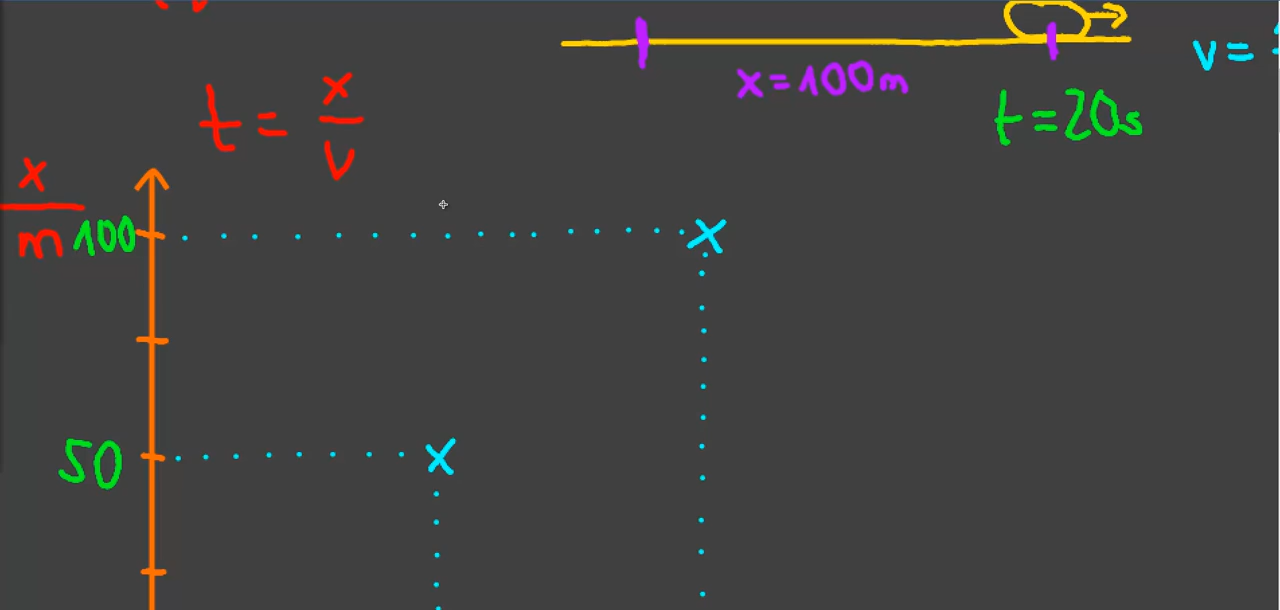 x = 100m
v =
t = 20s
t = x/v
x/m
100
50